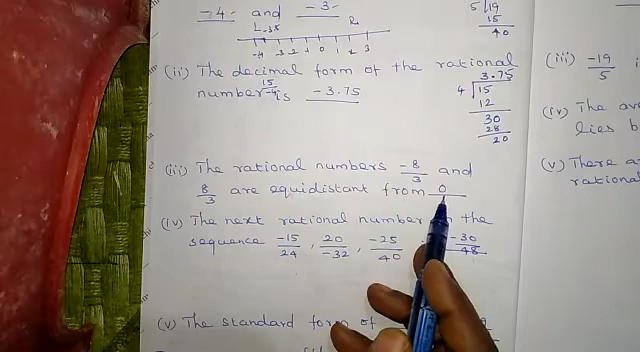 -4 and -3
5 19
15
L -3.8 R
40
-4 -3 -2 -1 0 1 2 3
(ii) The decimal form of the rational
number 15/-4 is -3.75
3.75
4 15
12
30
28
20
(iii) The rational numbers -8/3 and
8/3 are equidistant from 0
(iv) The next rational number in the
sequence -15/24, 20/-32, -25/40, -30/48
(v) The standard form of
(iii) -19/5
(iv) The
lies
(v) There
rational